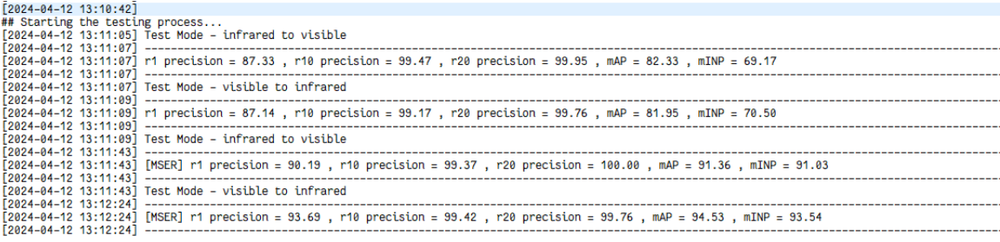 [2024-04-12 13:10:42]
## Starting the testing process...
[2024-04-12 13:11:05] Test Mode - infrared to visible
[2024-04-12 13:11:07] ----------------------------------------------------------------------------------------------------
[2024-04-12 13:11:07] r1 precision = 87.33 , r10 precision = 99.47 , r20 precision = 99.95 , mAP = 82.33 , mINP = 69.17
[2024-04-12 13:11:07] ----------------------------------------------------------------------------------------------------
[2024-04-12 13:11:07] Test Mode - visible to infrared
[2024-04-12 13:11:09] ----------------------------------------------------------------------------------------------------
[2024-04-12 13:11:09] r1 precision = 87.14 , r10 precision = 99.17 , r20 precision = 99.76 , mAP = 81.95 , mINP = 70.50
[2024-04-12 13:11:09] ----------------------------------------------------------------------------------------------------
[2024-04-12 13:11:09] Test Mode - infrared to visible
[2024-04-12 13:11:43] ----------------------------------------------------------------------------------------------------
[2024-04-12 13:11:43] [MSER] r1 precision = 90.19 , r10 precision = 99.37 , r20 precision = 100.00 , mAP = 91.36 , mINP = 91.03
[2024-04-12 13:11:43] ----------------------------------------------------------------------------------------------------
[2024-04-12 13:11:43] Test Mode - visible to infrared
[2024-04-12 13:12:24] ----------------------------------------------------------------------------------------------------
[2024-04-12 13:12:24] [MSER] r1 precision = 93.69 , r10 precision = 99.42 , r20 precision = 99.76 , mAP = 94.53 , mINP = 93.54
[2024-04-12 13:12:24] ----------------------------------------------------------------------------------------------------